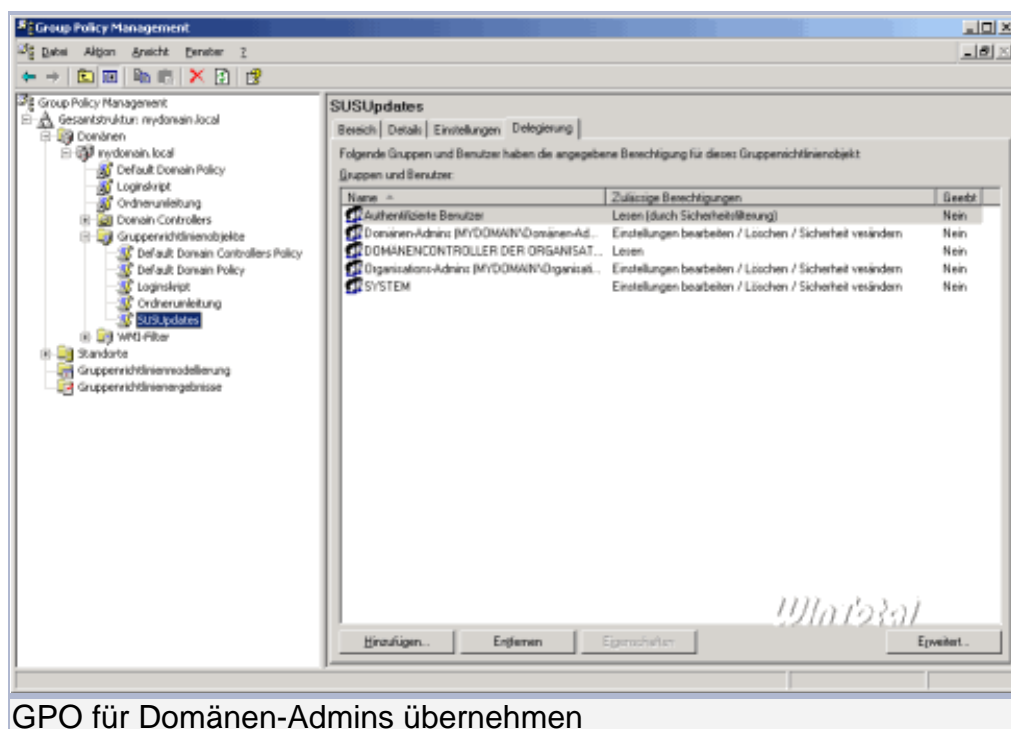 Group Policy Management
Datei Aktion Ansicht Fenster ?
Group Policy Management
Gesamtstruktur: mydomain.local
Domänen
mydomain.local
Default Domain Policy
Loginskript
Ordnerumleitung
Domain Controllers
Gruppenrichtlinienobjekte
Default Domain Controllers Policy
Default Domain Policy
Loginskript
Ordnerumleitung
SUSUpdates
WMI-Filter
Standorte
Gruppenrichtlinienmodellierung
Gruppenrichtlinienergebnisse
SUSUpdates
Bereich Details Einstellungen Delegierung
Folgende Gruppen und Benutzer haben die angegebene Berechtigung für dieses Gruppenrichtlinienobjekt
Gruppen und Benutzer:
Name Zulässige Berechtigungen Geerbt
Authentifizierte Benutzer Lesen (durch Sicherheitsfilterung) Nein
Domänen-Admins (MYDOMAIN\Domänen-Ad... Einstellungen bearbeiten / Löschen / Sicherheit verändern Nein
DOMÄNENCONTROLLER DER ORGANISAT... Lesen Nein
Organisations-Admins (MYDOMAIN\Organisati... Einstellungen bearbeiten / Löschen / Sicherheit verändern Nein
SYSTEM Einstellungen bearbeiten / Löschen / Sicherheit verändern Nein
WinTotal
Hinzufügen... Entfernen Eigenschaften Erweitert...
GPO für Domänen-Admins übernehmen